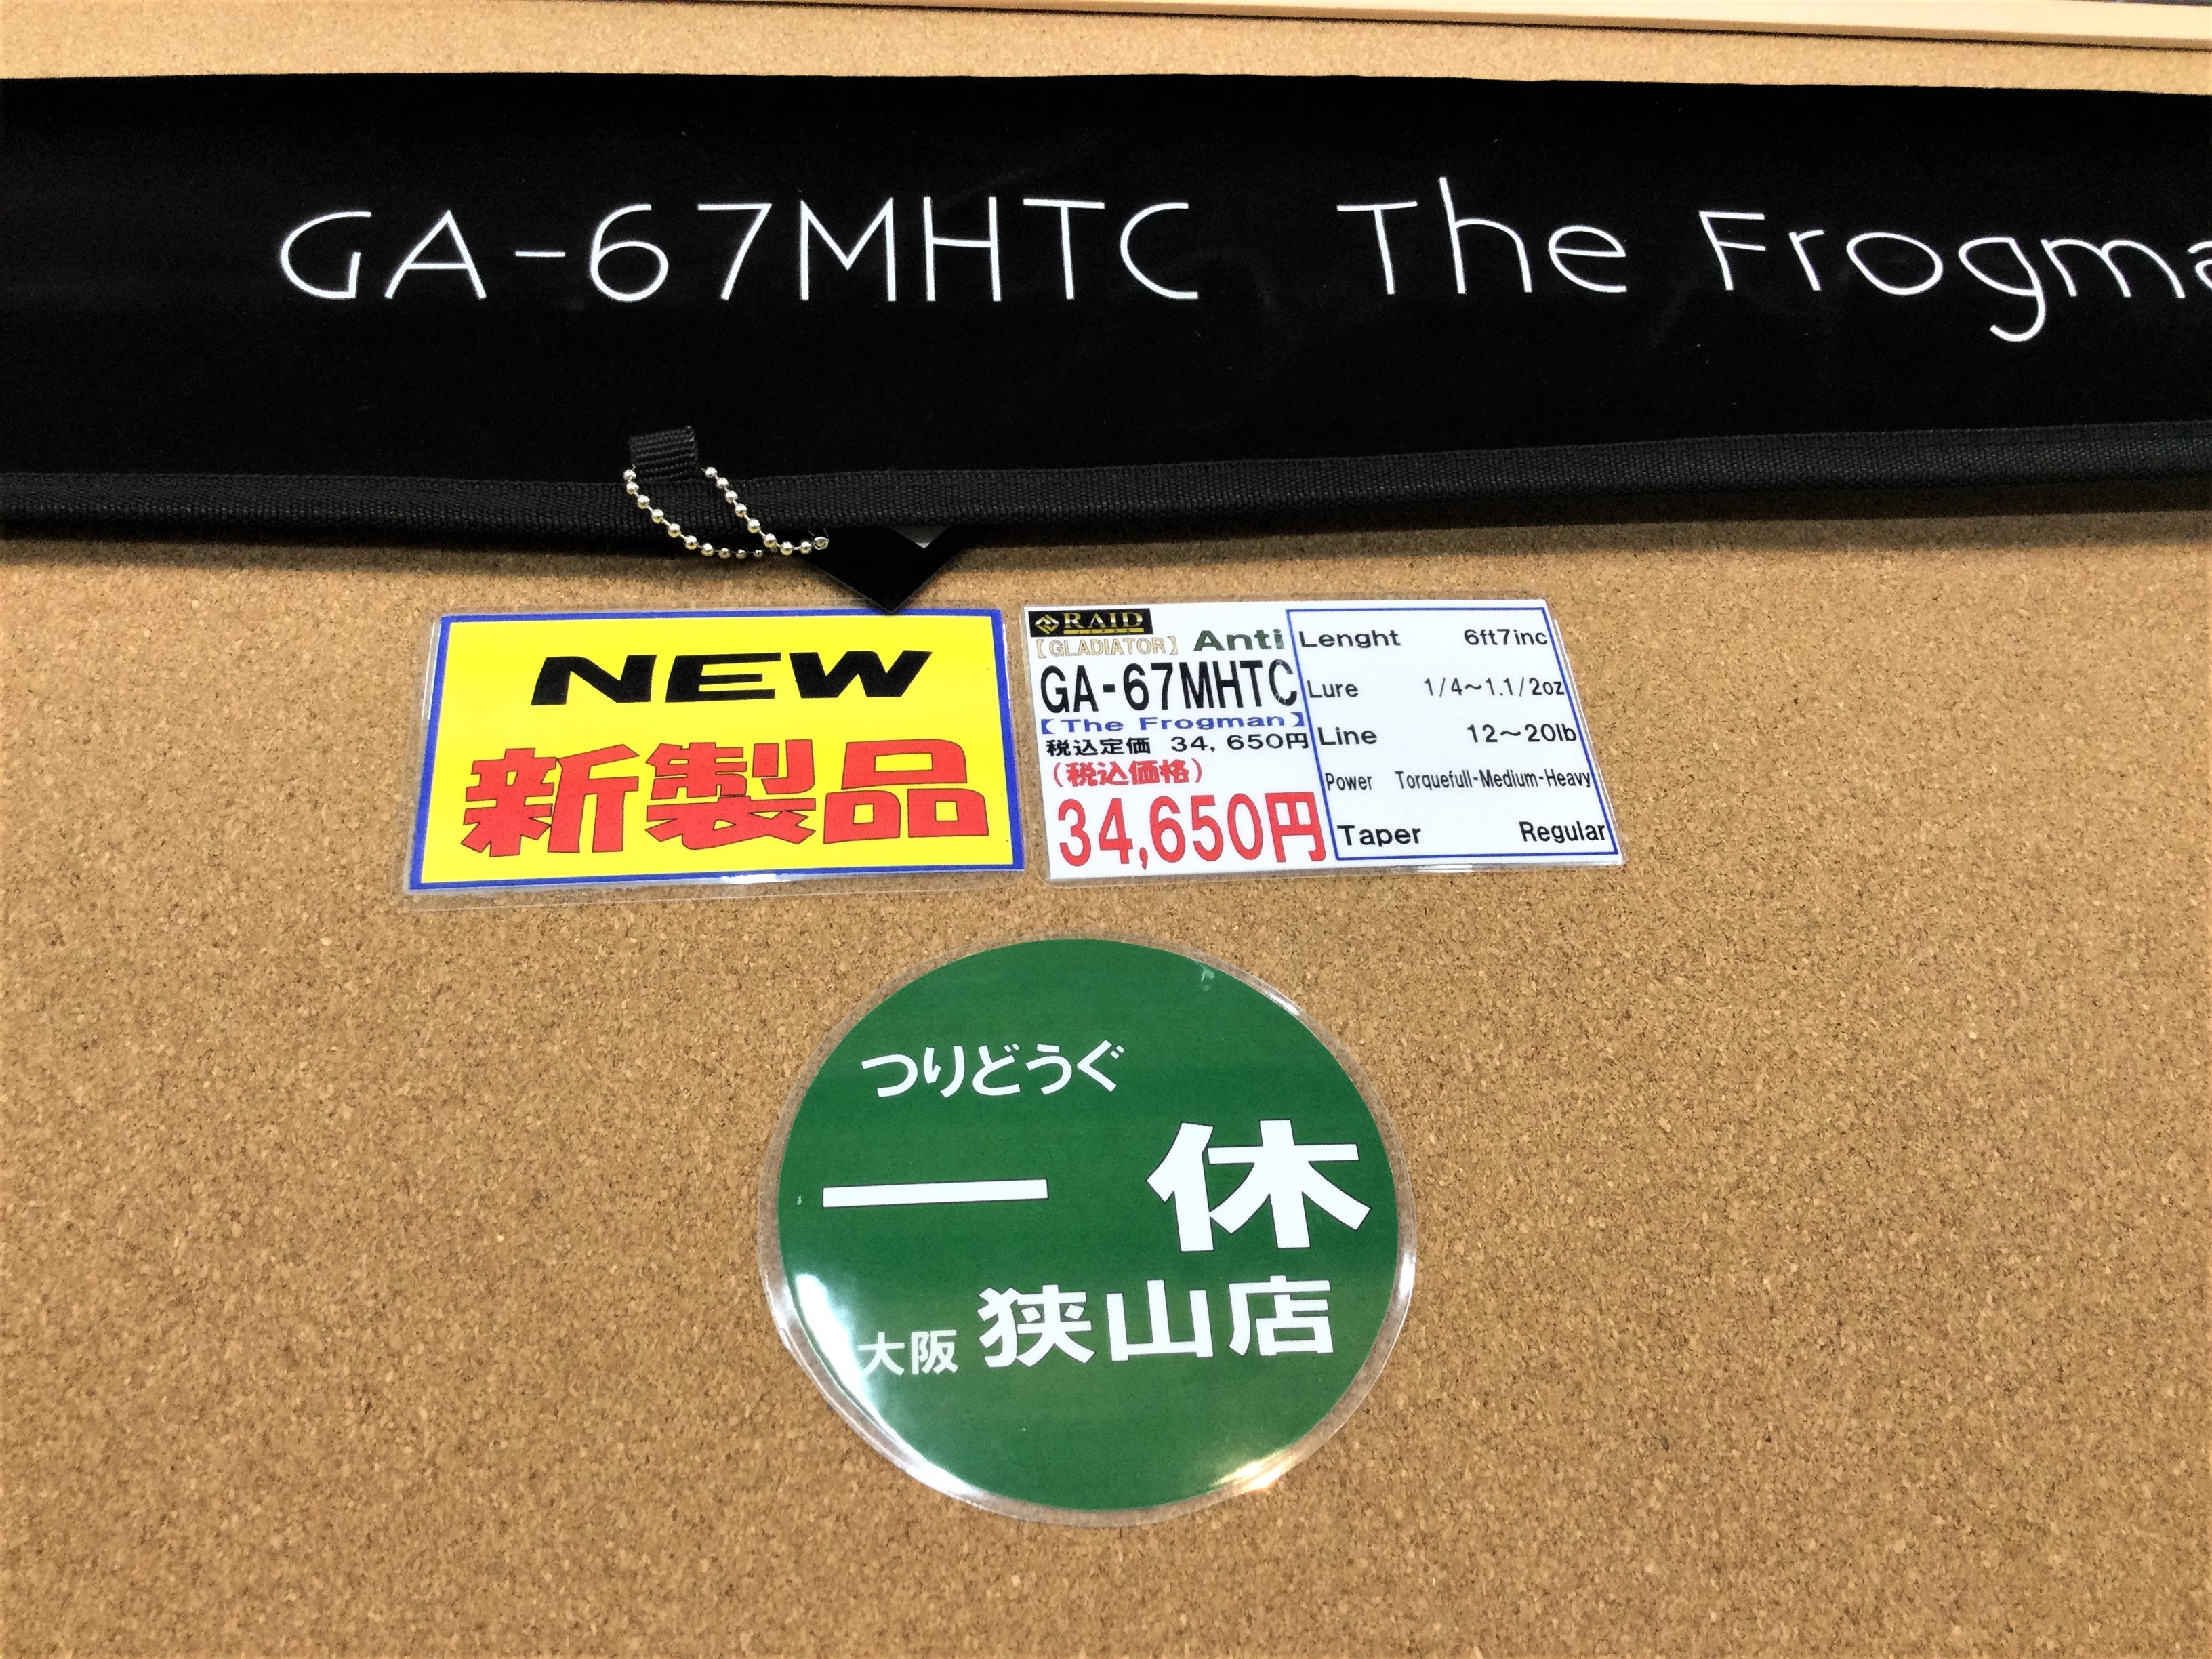 GA-67MHTC The Frogma
NEW
新製品
RAID
JAPAN
【GLADIATOR】 Anti
GA-67MHTC
【The Frogman】
税込定価 34,650円
(税込価格)
34,650円
Lenght 6ft7inc
Lure 1/4~1.1/2oz
Line 12~20lb
Power Torquefull-Medium-Heavy
Taper Regular
つりどうぐ
一休
大阪 狭山店